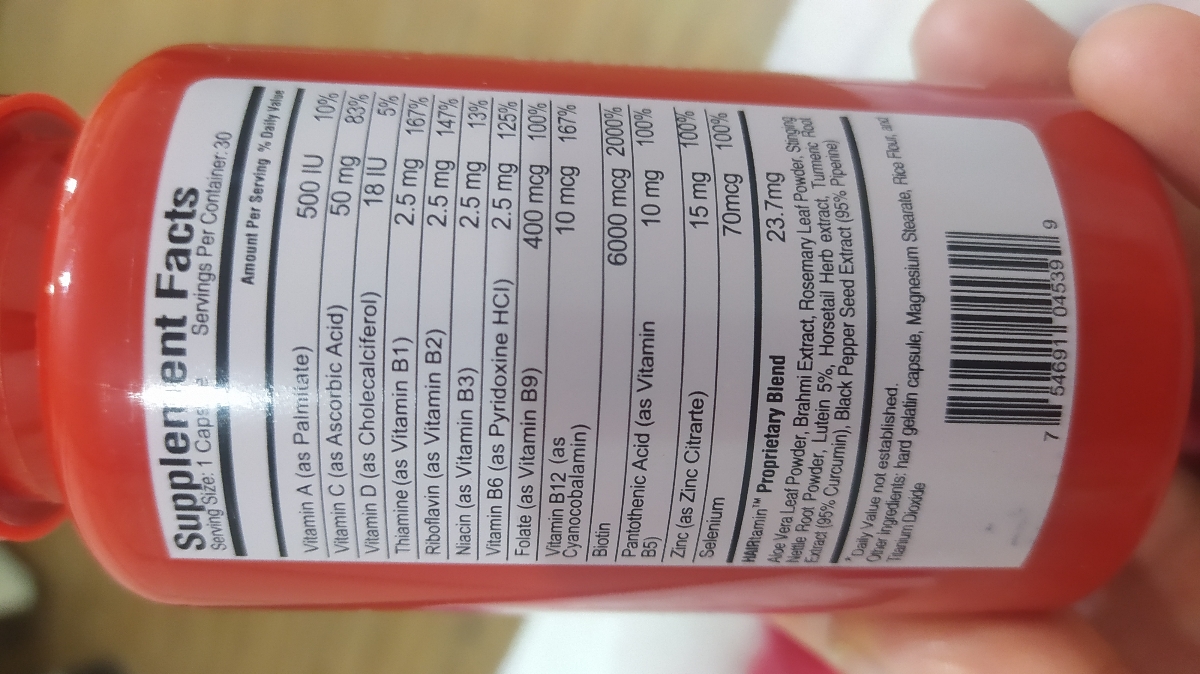 Supplement Facts
Serving Size: 1 Capsule Servings Per Container: 30
Amount Per Serving % Daily Value
Vitamin A (as Palmitate) 500 IU 10%
Vitamin C (as Ascorbic Acid) 50 mg 83%
Vitamin D (as Cholecalciferol) 18 IU 5%
Thiamine (as Vitamin B1) 2.5 mg 167%
Riboflavin (as Vitamin B2) 2.5 mg 147%
Niacin (as Vitamin B3) 2.5 mg 13%
Vitamin B6 (as Pyridoxine HCl) 2.5 mg 125%
Folate (as Vitamin B9) 400 mcg 100%
Vitamin B12 (as 10 mcg 167%
Cyanocobalamin)
Biotin 6000 mcg 2000%
Pantothenic Acid (as Vitamin 10 mg 100%
B5)
Zinc (as Zinc Citrarte) 15 mg 100%
Selenium 70mcg 100%
HAIRtamin™ Proprietary Blend 23.7mg
Aloe Vera Leaf Powder, Brahmi Extract, Rosemary Leaf Powder, Stinging
Nettle Root Powder, Lutein 5%, Horsetail Herb extract, Turmeric Root
Extract (95% Curcumin), Black Pepper Seed Extract (95% Piperine)
*Daily Value not established.
Other ingredients: hard gelatin capsule, Magnesium Stearate, Rice Flour, and
Titanium Dioxide
7 54691 04539 9